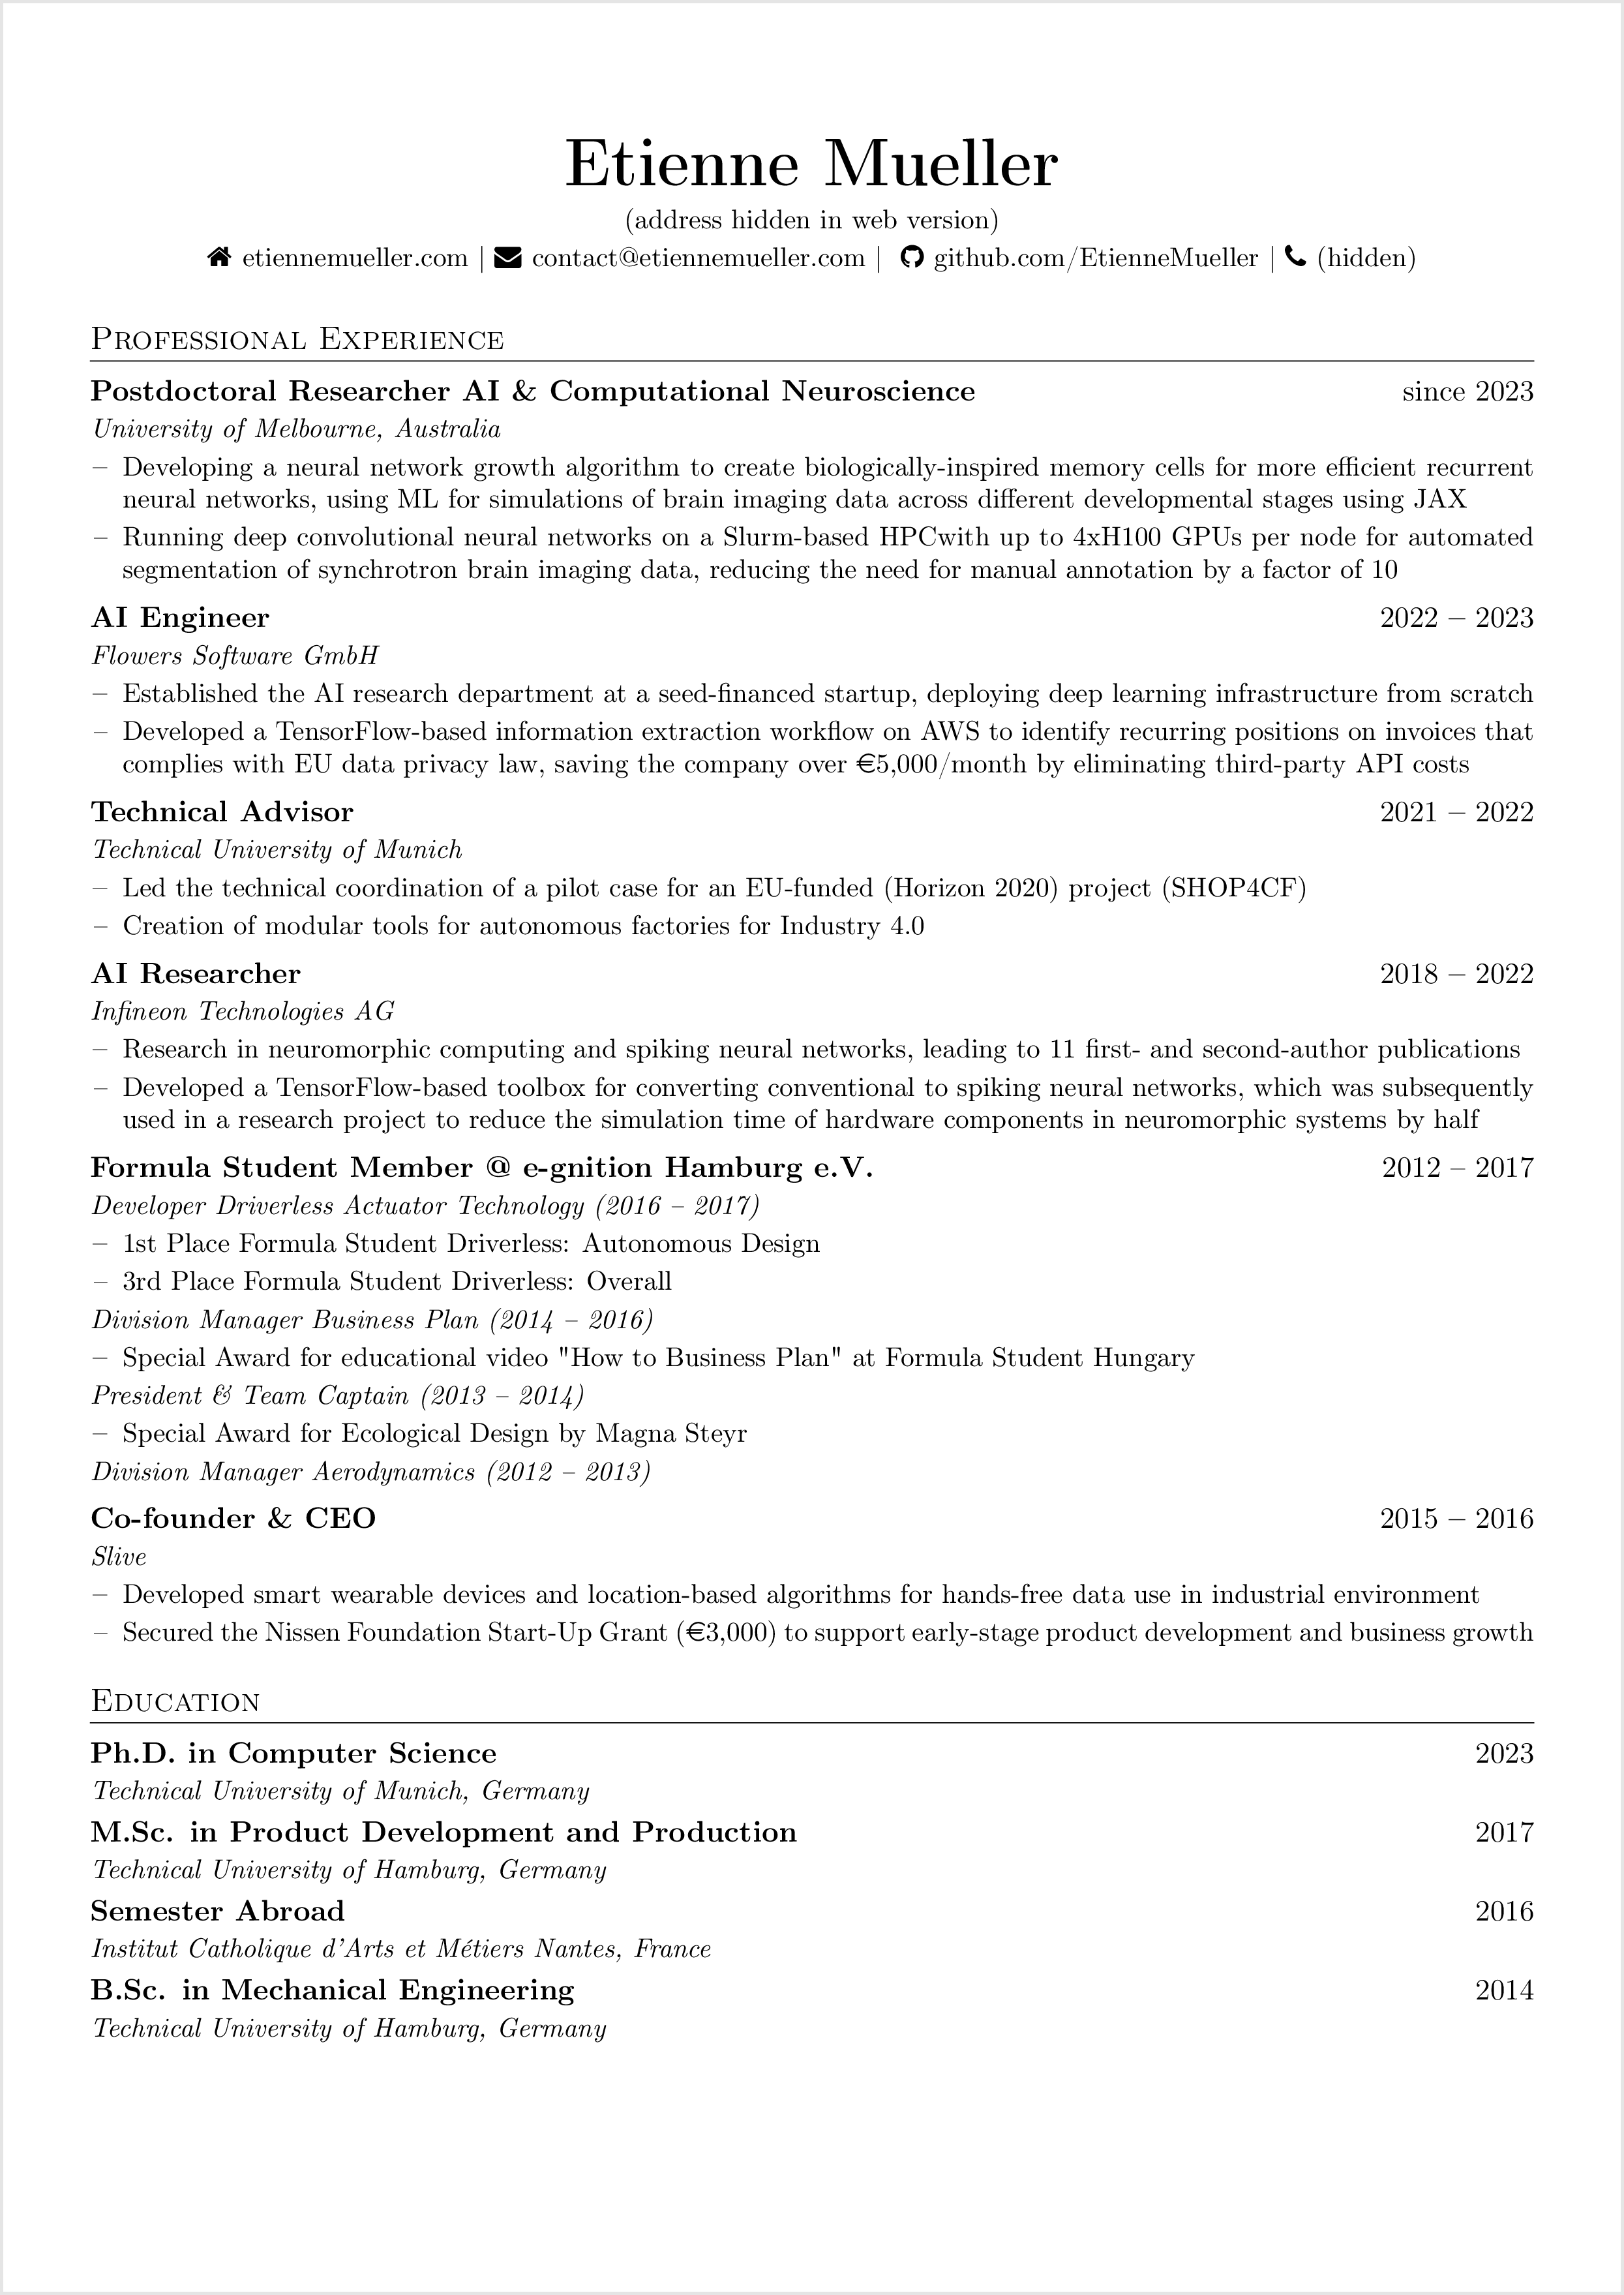 Etienne Mueller
(address hidden in web version)
etiennemueller.com | contact@etiennemueller.com | github.com/EtienneMueller | (hidden)
Professional Experience
Postdoctoral Researcher AI & Computational Neuroscience since 2023
University of Melbourne, Australia
– Developing a neural network growth algorithm to create biologically-inspired memory cells for more efficient recurrent
neural networks, using ML for simulations of brain imaging data across different developmental stages using JAX
– Running deep convolutional neural networks on a Slurm-based HPCwith up to 4xH100 GPUs per node for automated
segmentation of synchrotron brain imaging data, reducing the need for manual annotation by a factor of 10
AI Engineer 2022 – 2023
Flowers Software GmbH
– Established the AI research department at a seed-financed startup, deploying deep learning infrastructure from scratch
– Developed a TensorFlow-based information extraction workflow on AWS to identify recurring positions on invoices that
complies with EU data privacy law, saving the company over €5,000/month by eliminating third-party API costs
Technical Advisor 2021 – 2022
Technical University of Munich
– Led the technical coordination of a pilot case for an EU-funded (Horizon 2020) project (SHOP4CF)
– Creation of modular tools for autonomous factories for Industry 4.0
AI Researcher 2018 – 2022
Infineon Technologies AG
– Research in neuromorphic computing and spiking neural networks, leading to 11 first- and second-author publications
– Developed a TensorFlow-based toolbox for converting conventional to spiking neural networks, which was subsequently
used in a research project to reduce the simulation time of hardware components in neuromorphic systems by half
Formula Student Member @ e-gnition Hamburg e.V. 2012 – 2017
Developer Driverless Actuator Technology (2016 – 2017)
– 1st Place Formula Student Driverless: Autonomous Design
– 3rd Place Formula Student Driverless: Overall
Division Manager Business Plan (2014 – 2016)
– Special Award for educational video "How to Business Plan" at Formula Student Hungary
President & Team Captain (2013 – 2014)
– Special Award for Ecological Design by Magna Steyr
Division Manager Aerodynamics (2012 – 2013)
Co-founder & CEO 2015 – 2016
Slive
– Developed smart wearable devices and location-based algorithms for hands-free data use in industrial environment
– Secured the Nissen Foundation Start-Up Grant (€3,000) to support early-stage product development and business growth
Education
Ph.D. in Computer Science 2023
Technical University of Munich, Germany
M.Sc. in Product Development and Production 2017
Technical University of Hamburg, Germany
Semester Abroad 2016
Institut Catholique d'Arts et Métiers Nantes, France
B.Sc. in Mechanical Engineering 2014
Technical University of Hamburg, Germany